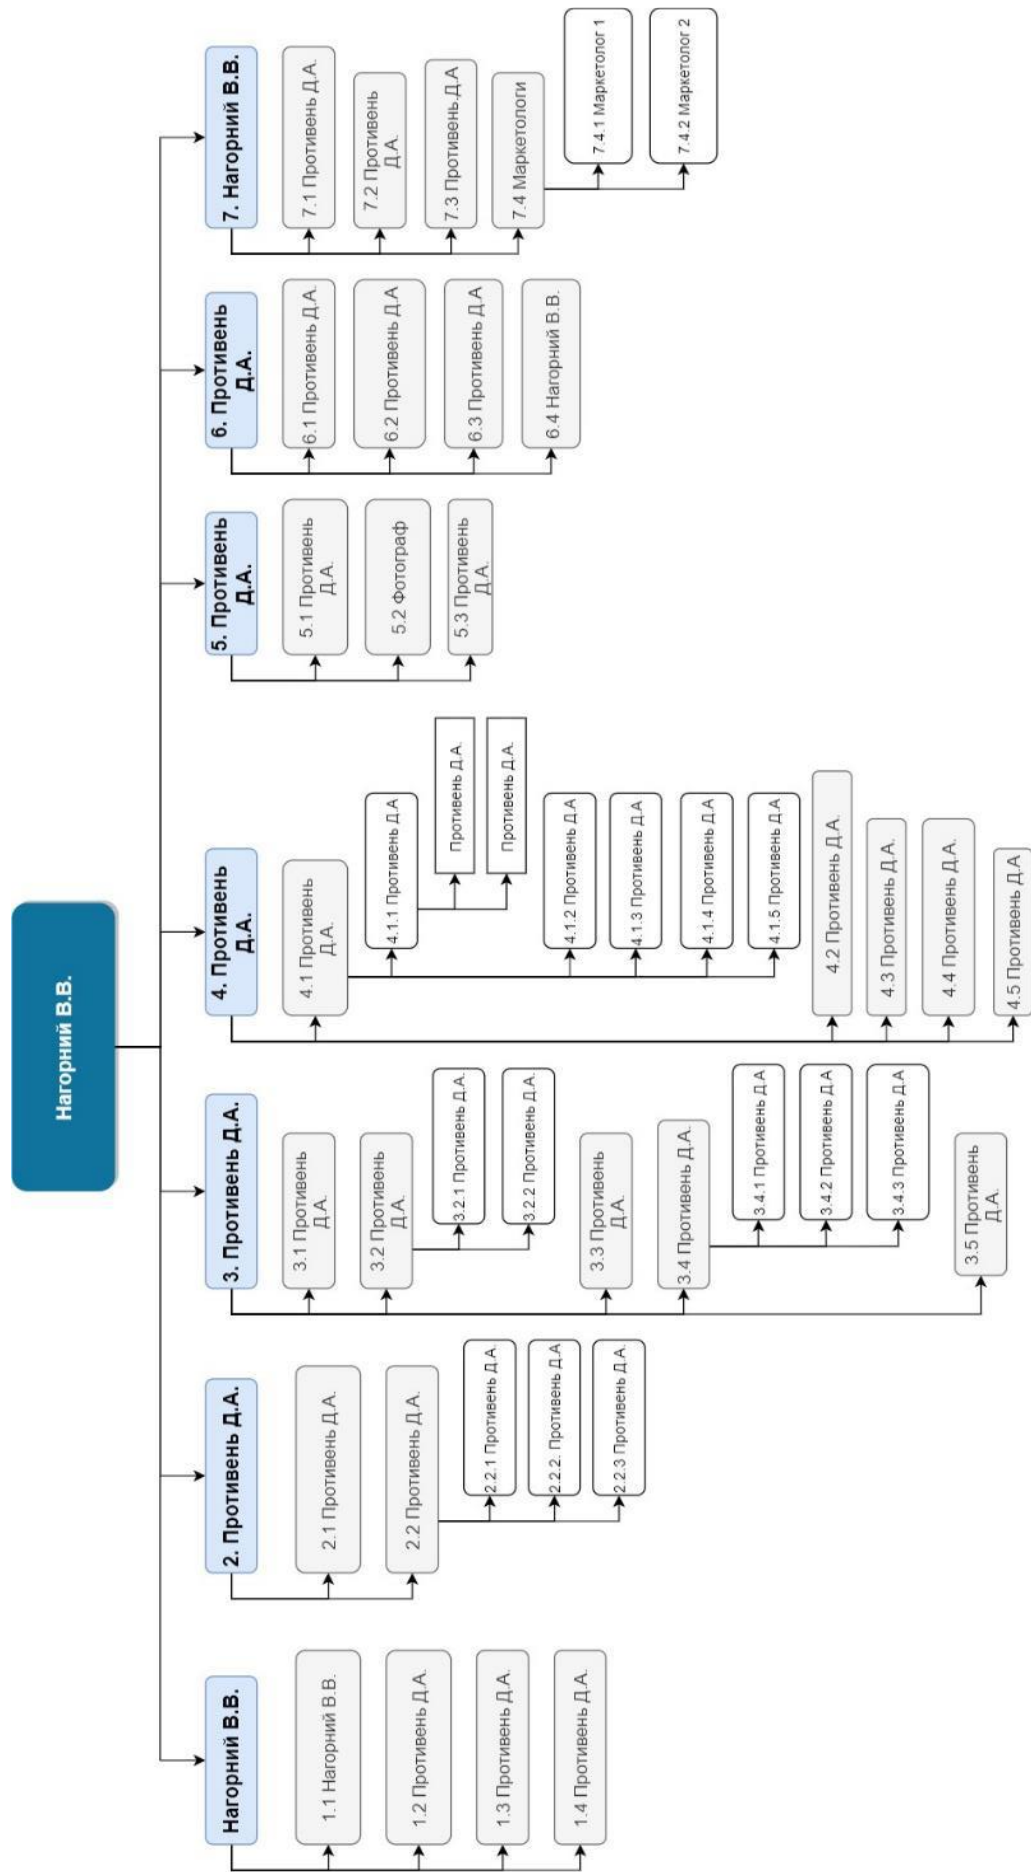 Нагорний В.В.
Нагорний В.В.
1.1 Нагорний В.В.
1.2 Противень Д.А.
1.3 Противень Д.А.
1.4 Противень Д.А.
2. Противень Д.А.
2.1 Противень Д.А.
2.2 Противень Д.А.
2.2.1 Противень Д.А.
2.2.2. Противень Д.А.
2.2.3 Противень Д.А.
3. Противень Д.А.
3.1 Противень
Д.А.
3.2 Противень
Д.А.
3.2.1 Противень Д.А.
3.2.2 Противень Д.А.
3.3 Противень
Д.А.
3.4 Противень Д.А.
3.4.1 Противень Д.А
3.4.2 Противень Д.А
3.4.3 Противень Д.А
3.5 Противень
Д.А.
4. Противень
Д.А.
4.1 Противень
Д.А.
4.1.1 Противень Д.А
Противень Д.А.
Противень Д.А.
4.1.2 Противень Д.А
4.1.3 Противень Д.А
4.1.4 Противень Д.А
4.1.5 Противень Д.А
4.2 Противень Д.А.
4.3 Противень Д.А.
4.4 Противень Д.А.
4.5 Противень Д.А
5. Противень
Д.А.
5.1 Противень
Д.А.
5.2 Фотограф
5.3 Противень
Д.А.
6. Противень
Д.А.
6.1 Противень Д.А.
6.2 Противень Д.А
6.3 Противень Д.А
6.4 Нагорний В.В.
7. Нагорний В.В.
7.1 Противень Д.А.
7.2 Противень
Д.А.
7.3 Противень.Д.А
7.4 Маркетологи
7.4.1 Маркетолог 1
7.4.2 Маркетолог 2